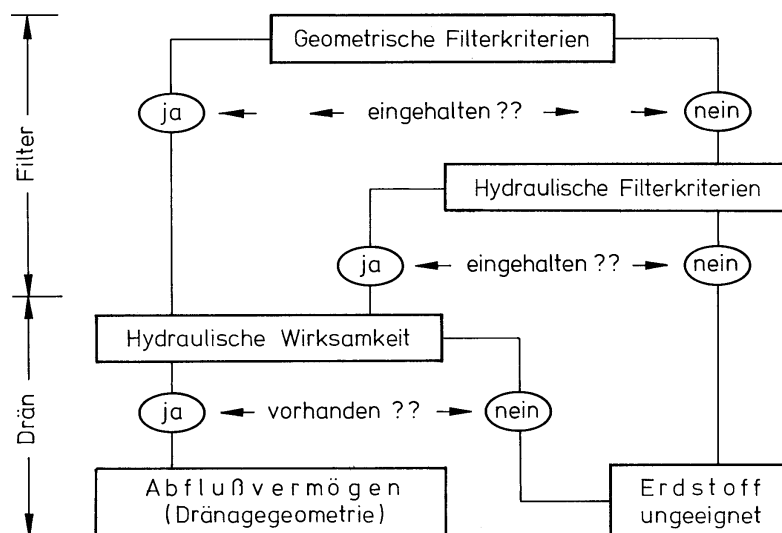 Geometrische Filterkriterien
ja
eingehalten ??
nein
Filter
Hydraulische Filterkriterien
ja
eingehalten ??
nein
Hydraulische Wirksamkeit
Drän
ja
vorhanden ??
nein
Abflußvermögen
(Dränagegeometrie)
Erdstoff
ungeeignet